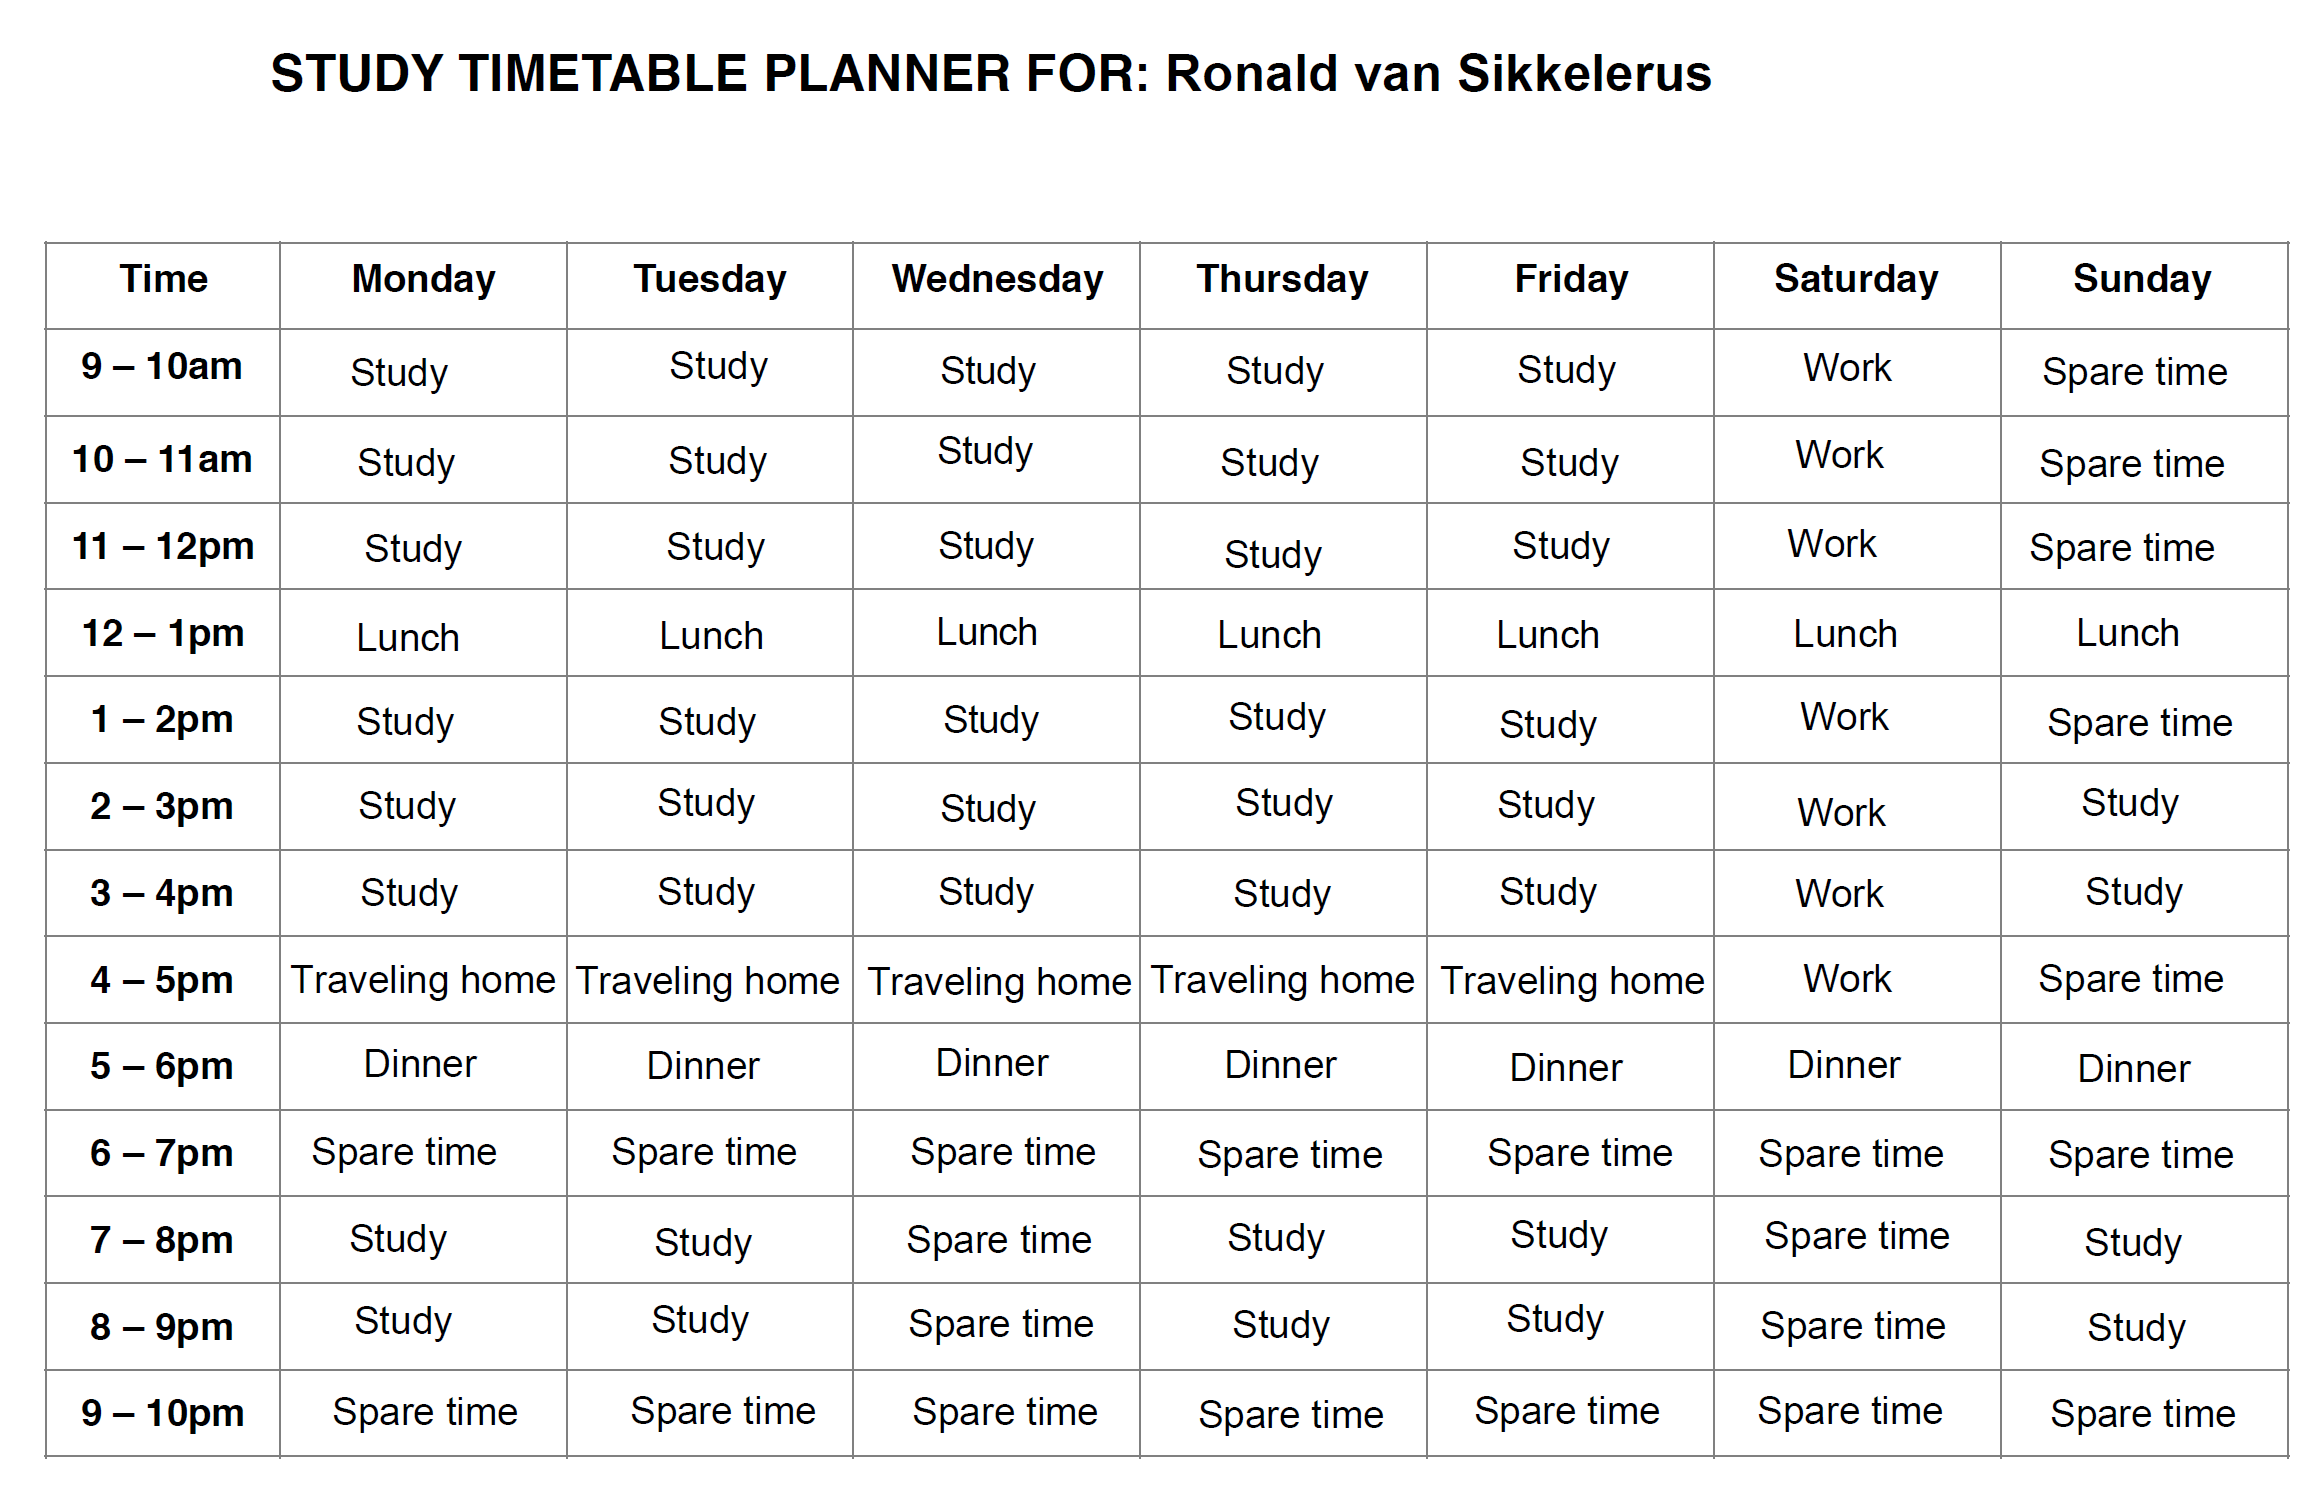 STUDY TIMETABLE PLANNER FOR: Ronald van Sikkelerus
Time Monday Tuesday Wednesday Thursday Friday Saturday Sunday
9 – 10am Study Study Study Study Study Work Spare time
10 – 11am Study Study Study Study Study Work Spare time
11 – 12pm Study Study Study Study Study Work Spare time
12 – 1pm Lunch Lunch Lunch Lunch Lunch Lunch Lunch
1 – 2pm Study Study Study Study Study Work Spare time
2 – 3pm Study Study Study Study Study Work Study
3 – 4pm Study Study Study Study Study Work Study
4 – 5pm Traveling home Traveling home Traveling home Traveling home Traveling home Work Spare time
5 – 6pm Dinner Dinner Dinner Dinner Dinner Dinner Dinner
6 – 7pm Spare time Spare time Spare time Spare time Spare time Spare time Spare time
7 – 8pm Study Study Spare time Study Study Spare time Study
8 – 9pm Study Study Spare time Study Study Spare time Study
9 – 10pm Spare time Spare time Spare time Spare time Spare time Spare time Spare time